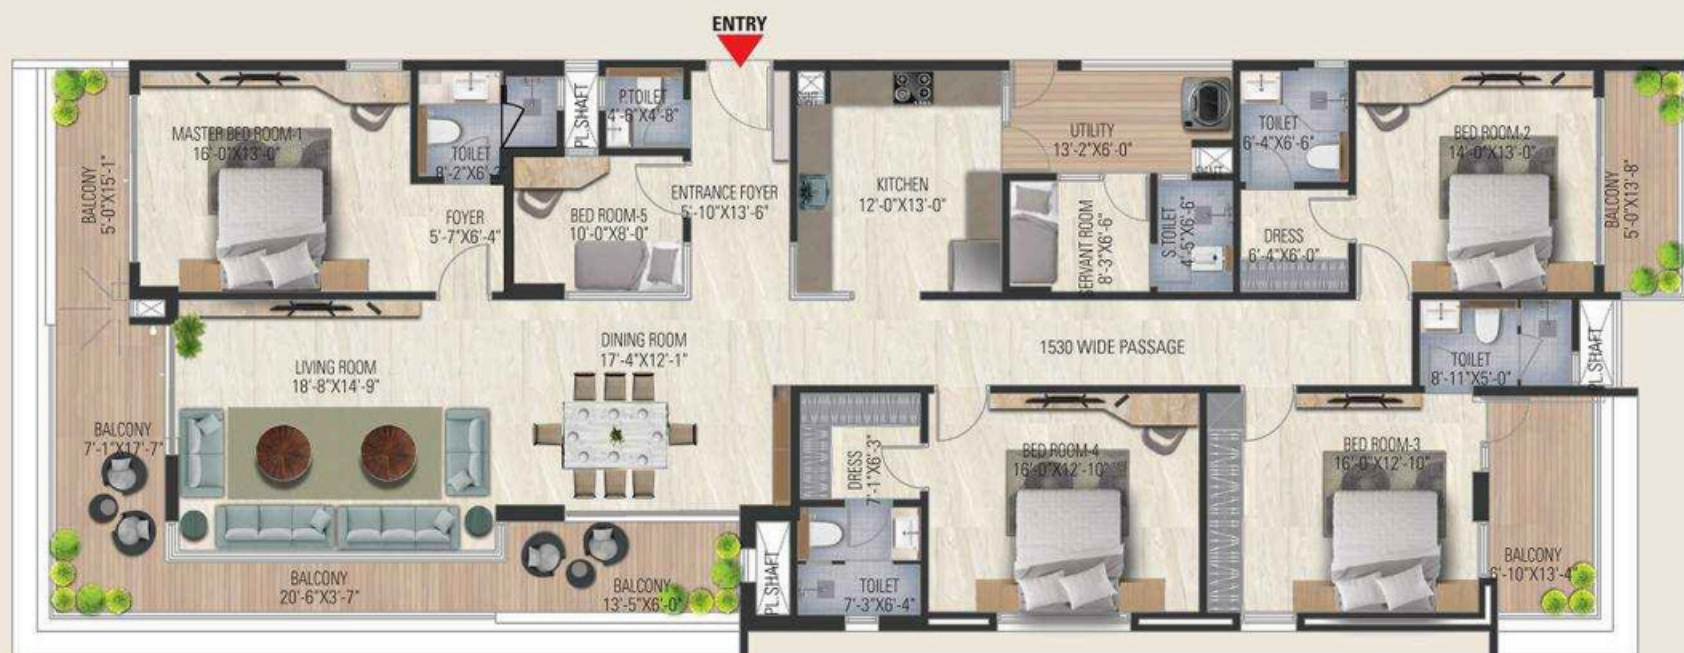 ENTRY
MASTER BED ROOM-1
16'-0"X13'-0"
BALCONY
5'-0"X15'-1"
TOILET
8'-2"X6'-2
PL.SHAFT
P.TOILET
4'-6"X4'-8"
FOYER
5'-7"X6'-4"
BED ROOM-5
10'-0"X8'-0"
ENTRANCE FOYER
5'-10"X13'-6"
KITCHEN
12'-0"X13'-0"
UTILITY
13'-2"X6'-0"
SERVANT ROOM
8'-3"X6'-6"
S.TOILET
4'-5"X6'-6"
TOILET
6'-4"X6'-6"
DRESS
6'-4"X6'-0"
BED ROOM-2
14'-0"X13'-0"
BALCONY
5'-0"X13'-8"
LIVING ROOM
18'-8"X14'-9"
DINING ROOM
17'-4"X12'-1"
1530 WIDE PASSAGE
TOILET
8'-11"X5'-0"
PL.SHAFT
BALCONY
7'-1"X17'-7"
DRESS
7'-1"X6'-3"
BED ROOM-4
16'-0"X12'-10"
BED ROOM-3
16'-0"X12'-10"
BALCONY
20'-6"X3'-7"
BALCONY
13'-5"X6'-0"
PL.SHAFT
TOILET
7'-3"X6'-4"
BALCONY
6'-10"X13'-4"